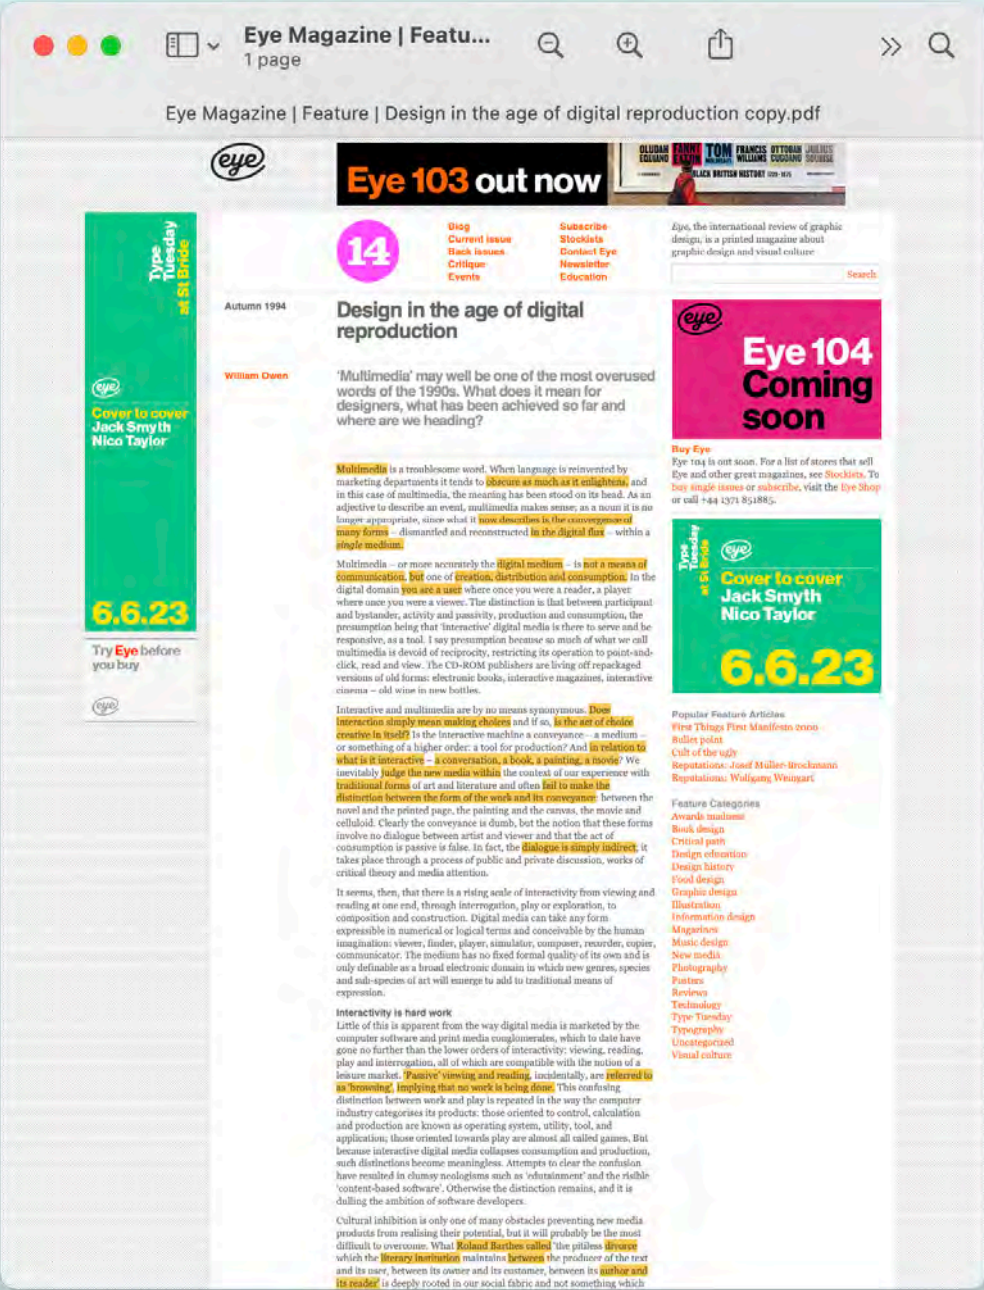 Eye Magazine | Featu...
1 page
Eye Magazine | Feature | Design in the age of digital reproduction copy.pdf
eye
Eye 103 out now
OLUDAH EQUIANO
FANNY EATON
TOM
FRANCIS WILLIAMS
OTTOBAH CUGOANO
BLACK BRITISH HISTORY
Type Tuesday
at St Bride
eye
Cover to cover
Jack Smyth
Nico Taylor
6.6.23
Try Eye before
you buy
eye
14
Blog
Current issue
Back issues
Critique
Events
Subscribe
Stockists
Contact Eye
Newsletter
Education
Eye, the international review of graphic
design, is a printed magazine about
graphic design and visual culture
Search
Autumn 1994
William Owen
Design in the age of digital
reproduction
'Multimedia' may well be one of the most overused
words of the 1990s. What does it mean for
designers, what has been achieved so far and
where are we heading?
Multimedia is a troublesome word. When language is reinvented by
marketing departments it tends to obscure as much as it enlightens, and
in this case of multimedia, the meaning has been stood on its head. As an
adjective to describe an event, multimedia makes sense; as a noun it is no
longer appropriate, since what it now describes is the convergence of
many forms – dismantled and reconstructed in the digital flux – within a
single medium.
Multimedia – or more accurately the digital medium – is not a means of
communication, but one of creation, distribution and consumption. In the
digital domain you are a user where once you were a reader, a player
where once you were a viewer. The distinction is that between participant
and bystander, activity and passivity, production and consumption, the
presumption being that 'interactive' digital media is there to serve and be
responsive, as a tool. I say presumption because so much of what we call
multimedia is devoid of reciprocity, restricting its operation to point-and-
click, read and view. The CD-ROM publishers are living off repackaged
versions of old forms: electronic books, interactive magazines, interactive
cinema – old wine in new bottles.
Interactive and multimedia are by no means synonymous. Does
interaction simply mean making choices and if so, is the act of choice
creative in itself? Is the interactive machine a conveyance – a medium –
or something of a higher order: a tool for production? And in relation to
what is it interactive – a conversation, a book, a painting, a movie? We
inevitably judge the new media within the context of our experience with
traditional forms of art and literature and often fail to make the
distinction between the form of the work and its conveyance: between the
novel and the printed page, the painting and the canvas, the movie and
celluloid. Clearly the conveyance is dumb, but the notion that these forms
involve no dialogue between artist and viewer and that the act of
consumption is passive is false. In fact, the dialogue is simply indirect, it
takes place through a process of public and private discussion, works of
critical theory and media attention.
It seems, then, that there is a rising scale of interactivity from viewing and
reading at one end, through interrogation, play or exploration, to
composition and construction. Digital media can take any form
expressible in numerical or logical terms and conceivable by the human
imagination: viewer, finder, player, simulator, composer, recorder, copier,
communicator. The medium has no fixed formal quality of its own and is
only definable as a broad electronic domain in which new genres, species
and sub-species of art will emerge to add to traditional means of
expression.
Interactivity is hard work
Little of this is apparent from the way digital media is marketed by the
computer software and print media conglomerates, which to date have
gone no further than the lower orders of interactivity: viewing, reading,
play and interrogation, all of which are compatible with the notion of a
leisure market. 'Passive' viewing and reading, incidentally, are referred to
as 'browsing', implying that no work is being done. This confusing
distinction between work and play is repeated in the way the computer
industry categorises its products: those oriented to control, calculation
and production are known as operating system, utility, tool, and
application; those oriented towards play are almost all called games. But
because interactive digital media collapses consumption and production,
such distinctions become meaningless. Attempts to clear the confusion
have resulted in clumsy neologisms such as 'edutainment' and the risible
'content-based software'. Otherwise the distinction remains, and it is
dulling the ambition of software developers.
Cultural inhibition is only one of many obstacles preventing new media
products from realising their potential, but it will probably be the most
difficult to overcome. What Roland Barthes called 'the pitiless divorce
which the literary institution maintains between the producer of the text
and its user, between its owner and its customer, between its author and
its reader' is deeply rooted in our social fabric and not something which
eye
Eye 104
Coming
soon
Buy Eye
Eye 104 is out soon. For a list of stores that sell
Eye and other great magazines, see Stockists. To
buy single issues or subscribe, visit the Eye Shop
or call +44 1371 851885.
Type Tuesday
at St Bride
eye
Cover to cover
Jack Smyth
Nico Taylor
6.6.23
Popular Feature Articles
First Things First Manifesto 2000
Bullet point
Cult of the ugly
Reputations: Josef Müller-Brockmann
Reputations: Wolfgang Weingart
Feature Categories
Awards madness
Book design
Critical path
Design education
Design history
Food design
Graphic design
Illustration
Information design
Magazines
Music design
New media
Photography
Posters
Reviews
Technology
Type Tuesday
Typography
Uncategorized
Visual culture